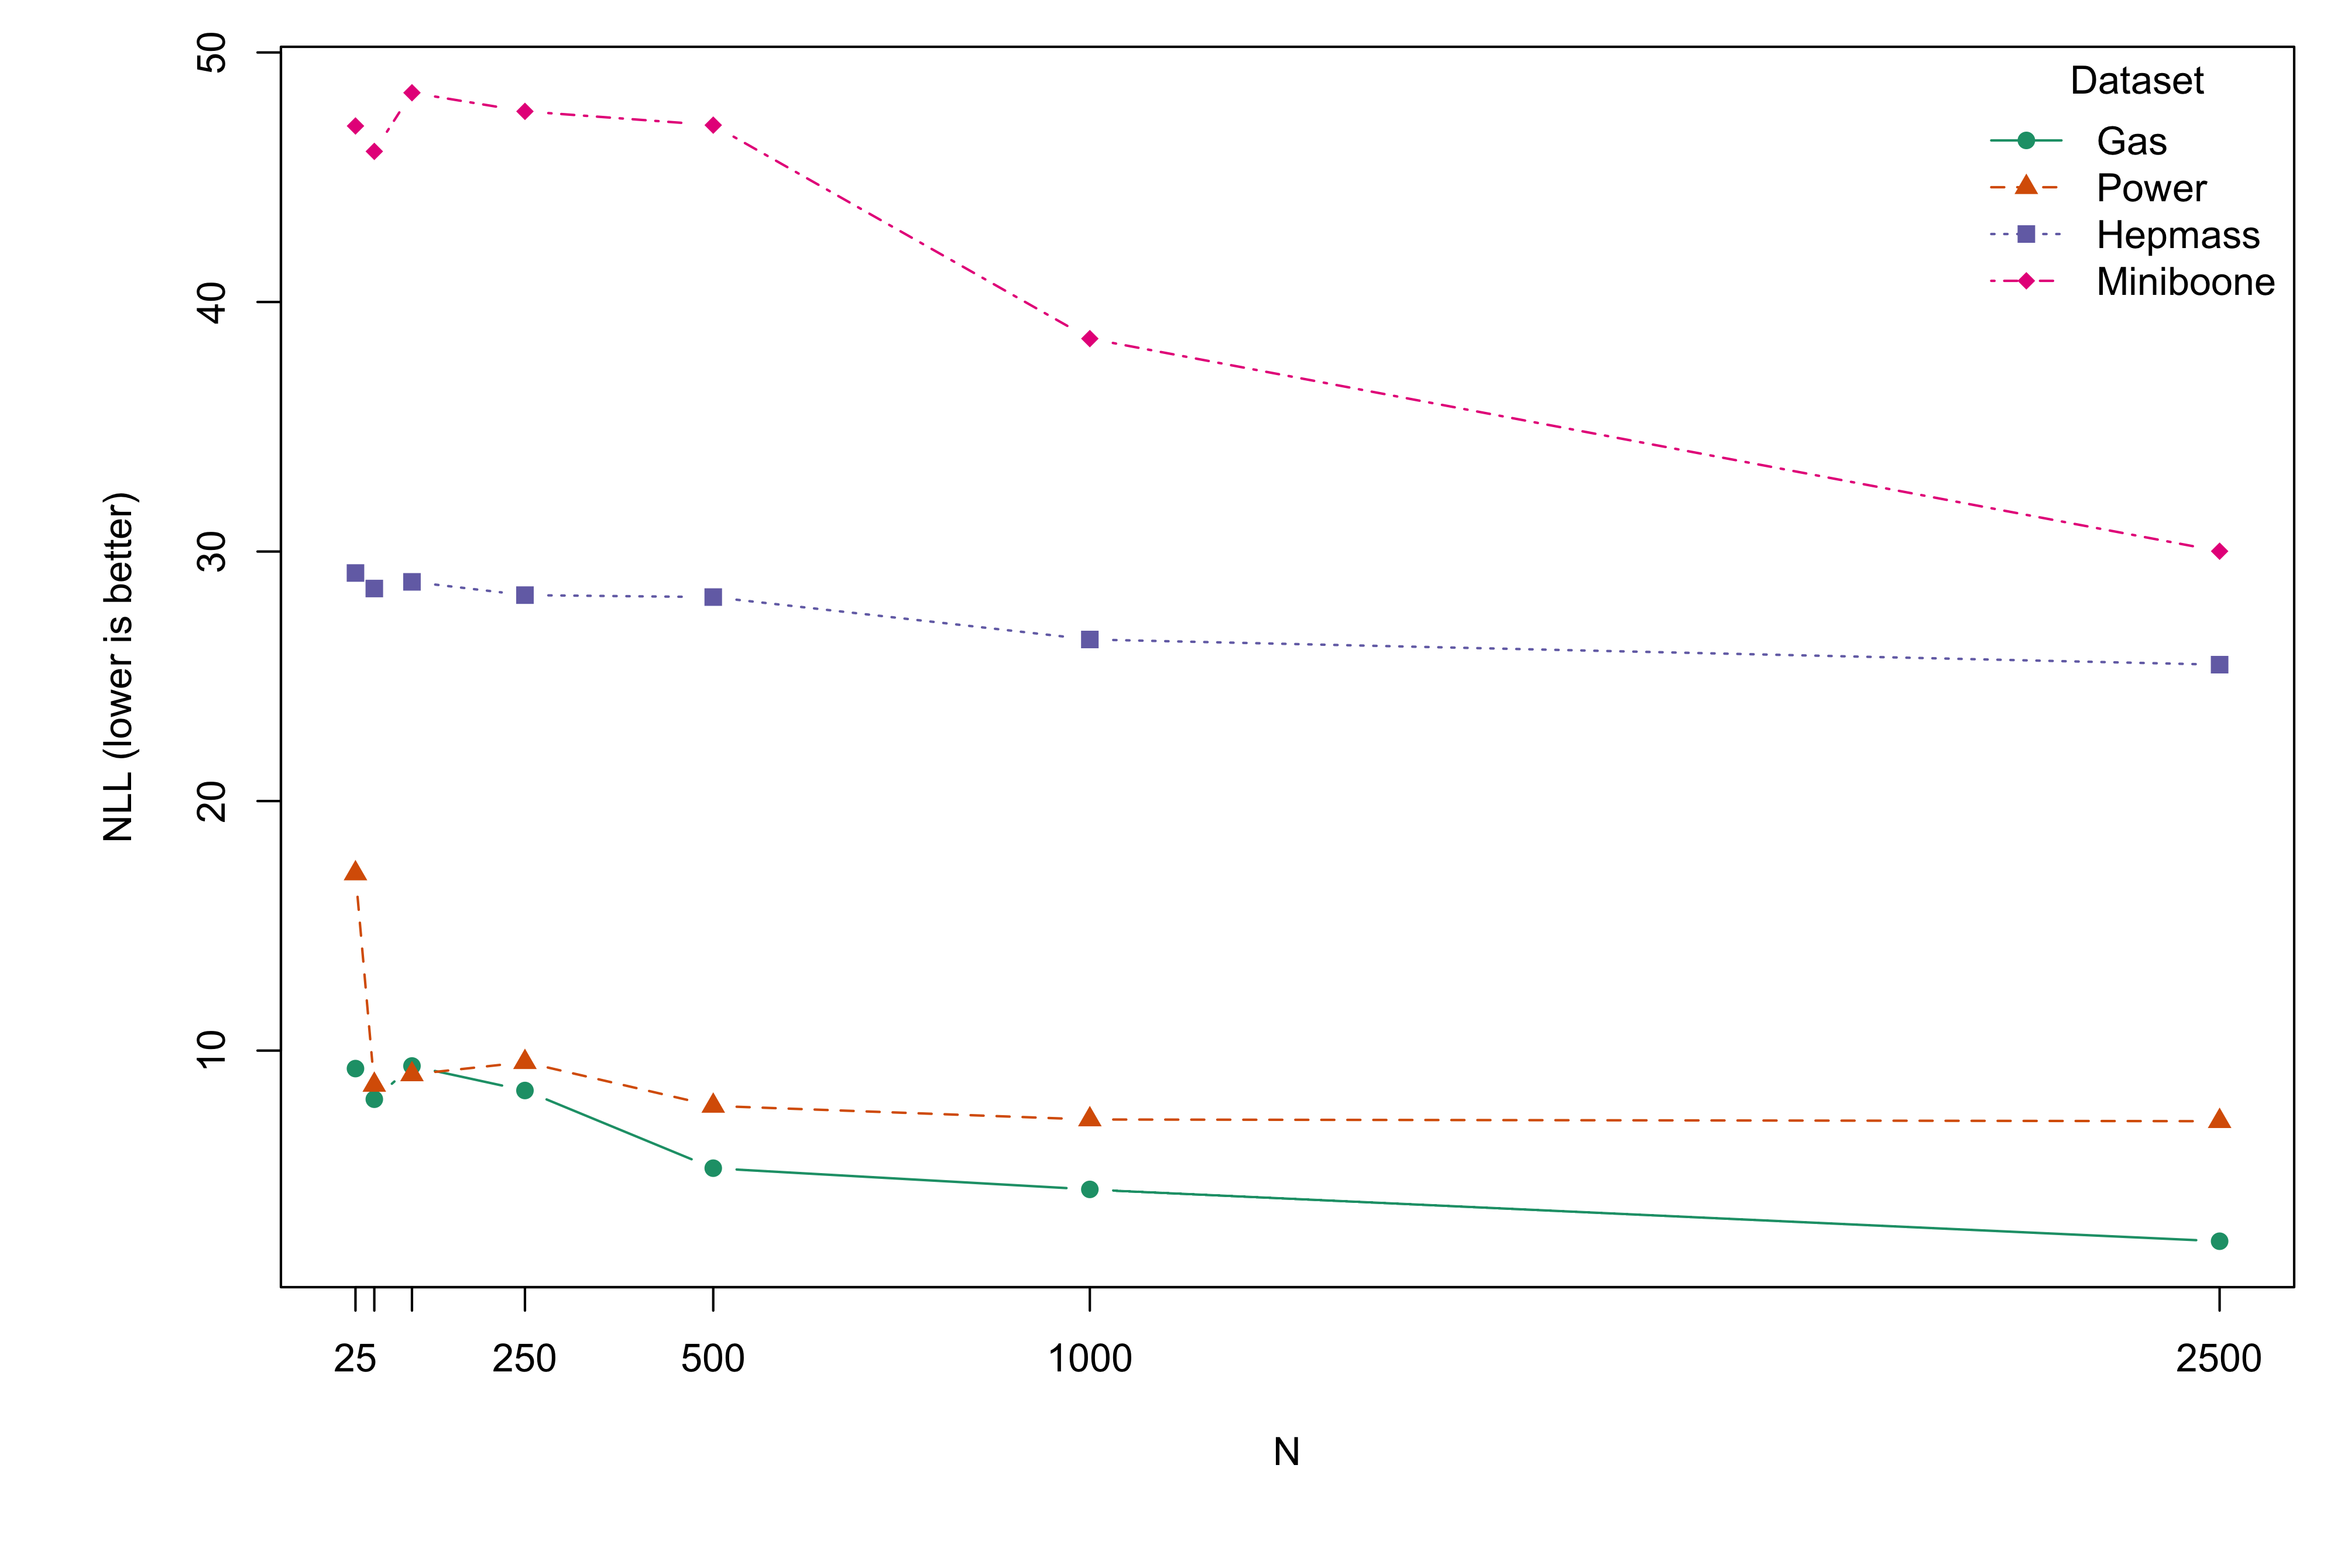 Dataset
Gas
Power
Hepmass
Miniboone
NLL (lower is better)
50
40
30
20
10
25 250 500 1000 2500
N